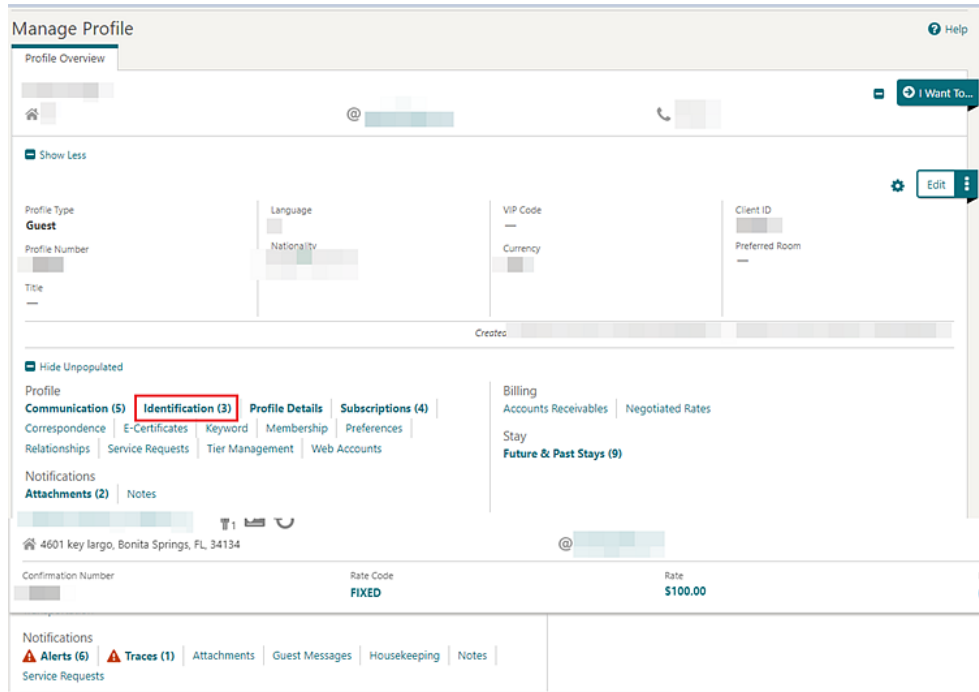 Manage Profile
Help
Profile Overview
I Want To...
@
Show Less
Edit
Profile Type
Language
VIP Code
Client ID
Guest
—
Profile Number
Nationality
Currency
Preferred Room
—
Title
—
Created
Hide Unpopulated
Profile
Billing
Communication (5) Identification (3) Profile Details Subscriptions (4)
Accounts Receivables Negotiated Rates
Correspondence E-Certificates Keyword Membership Preferences
Stay
Relationships Service Requests Tier Management Web Accounts
Future & Past Stays (9)
Notifications
Attachments (2) Notes
1
4601 key largo, Bonita Springs, FL, 34134
@
Confirmation Number
Rate Code
Rate
FIXED
$100.00
Notifications
Alerts (6) Traces (1) Attachments Guest Messages Housekeeping Notes
Service Requests